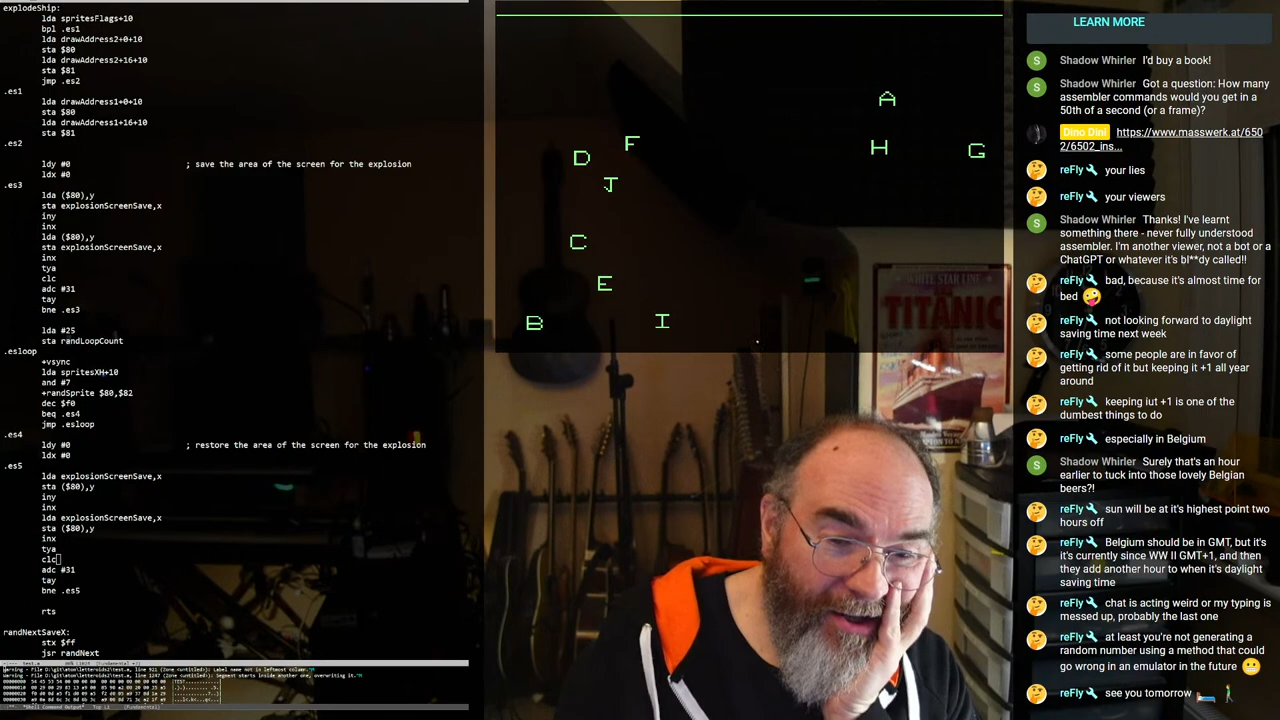 explodeShip:
lda spritesFlags+10
bpl .es1
lda drawAddress2+0+10
sta $80
lda drawAddress2+16+10
sta $81
jmp .es2
.es1
lda drawAddress1+0+10
sta $80
lda drawAddress1+16+10
sta $81
.es2
ldy #0 ; save the area of the screen for the explosion
ldx #0
.es3
lda ($80),y
sta explosionScreenSave,x
iny
inx
lda ($80),y
sta explosionScreenSave,x
inx
tya
clc
adc #31
tay
bne .es3
lda #25
sta randLoopCount
.esloop
+vsync
lda spritesXH+10
and #7
+randSprite $80,$82
dec $f0
beq .es4
jmp .esloop
.es4
ldy #0 ; restore the area of the screen for the explosion
ldx #0
.es5
lda explosionScreenSave,x
sta ($80),y
iny
inx
lda explosionScreenSave,x
sta ($80),y
inx
tya
clc
adc #31
tay
bne .es5
rts
randNextSaveX:
stx $ff
jsr randNext
A
F
H
G
D
J
C
E
B
I
TITANIC
LEARN MORE
Shadow Whirler I'd buy a book!
Shadow Whirler Got a question: How many
assembler commands would you get in a
50th of a second (or a frame)?
Dino Dini https://www.masswerk.at/650
2/6502_ins...
reFly your lies
reFly your viewers
Shadow Whirler Thanks! I've learnt
something there - never fully understood
assembler. I'm another viewer, not a bot or a
ChatGPT or whatever it's bl**dy called!!
reFly bad, because it's almost time for
bed
reFly not looking forward to daylight
saving time next week
reFly some people are in favor of
getting rid of it but keeping it +1 all year
around
reFly keeping iut +1 is one of the
dumbest things to do
reFly especially in Belgium
Shadow Whirler Surely that's an hour
earlier to tuck into those lovely Belgian
beers?!
reFly sun will be at it's highest point two
hours off
reFly Belgium should be in GMT, but it's
it's currently since WW II GMT+1, and then
they add another hour to when it's daylight
saving time
reFly chat is acting weird or my typing is
messed up, probably the last one
reFly at least you're not generating a
random number using a method that could
go wrong in an emulator in the future
reFly see you tomorrow